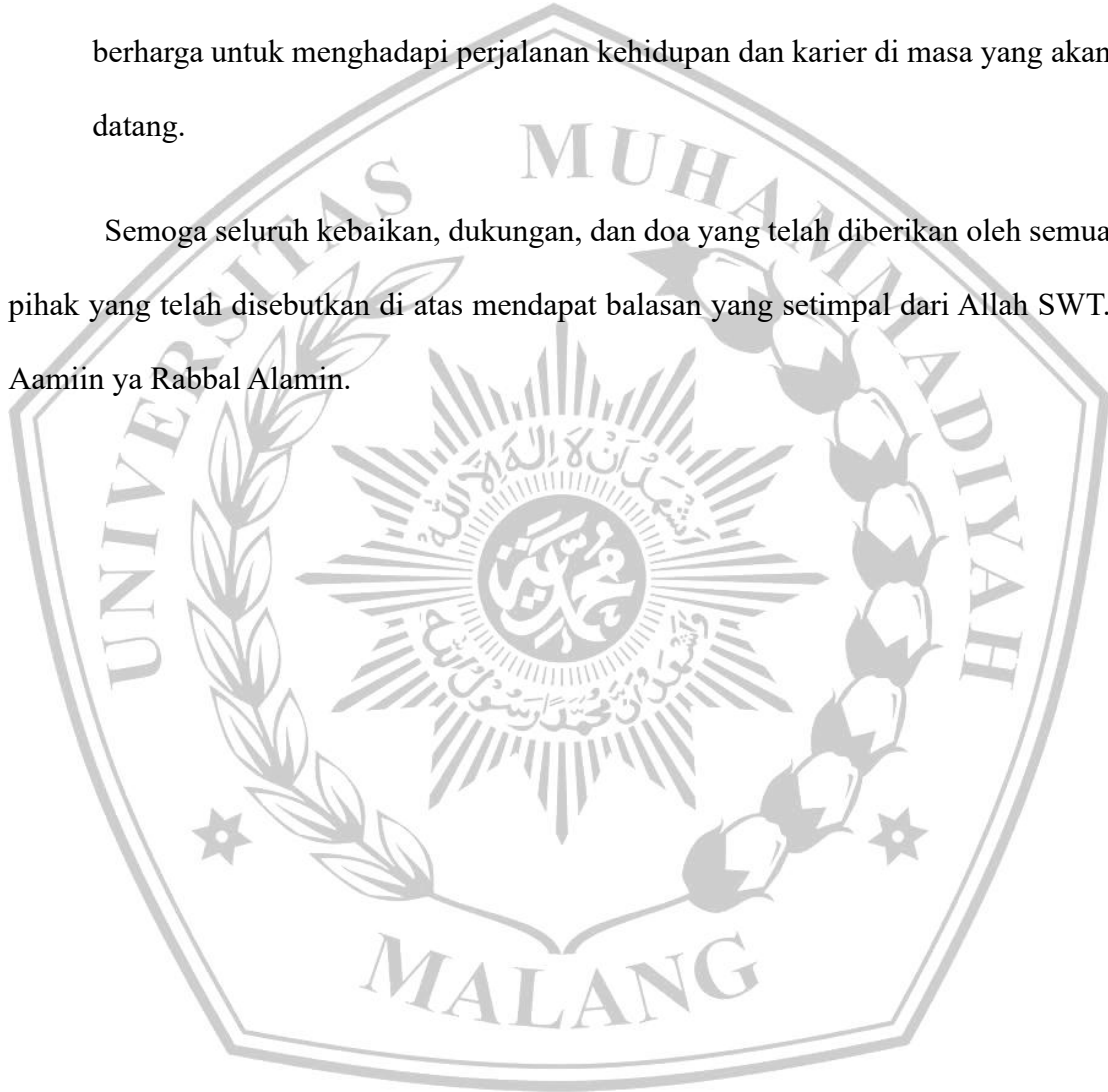 berharga untuk menghadapi perjalanan kehidupan dan karier di masa yang akan
datang.
Semoga seluruh kebaikan, dukungan, dan doa yang telah diberikan oleh semua
pihak yang telah disebutkan di atas mendapat balasan yang setimpal dari Allah SWT.
Aamiin ya Rabbal Alamin.
UNIVERSITAS MUHAMMADIYAH
MALANG